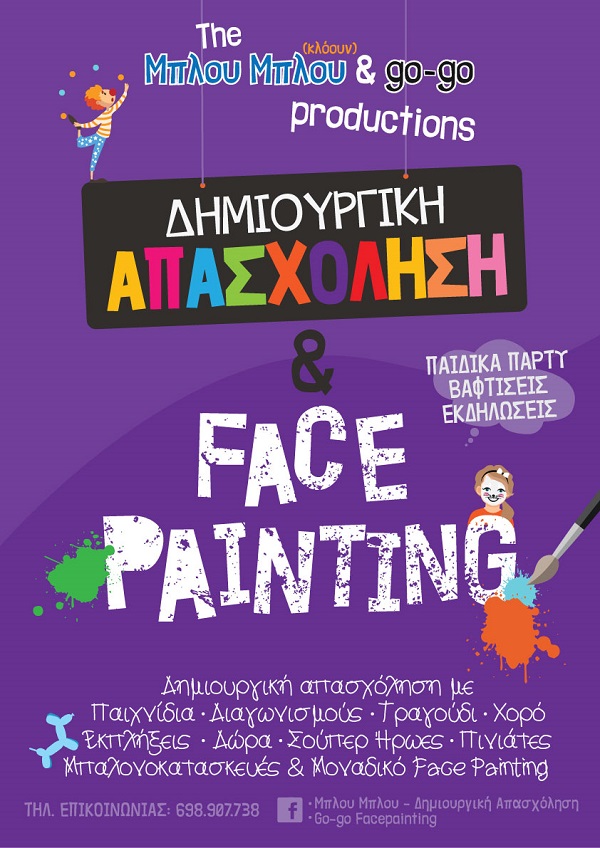 The
(κλόουν)
Μπλου Μπλου & go-go
productions
ΔΗΜΙΟΥΡΓΙΚΗ
ΑΠΑΣΧΟΛΗΣΗ
&
ΠΑΙΔΙΚΑ ΠΑΡΤΥ
ΒΑΦΤΙΣΕΙΣ
ΕΚΔΗΛΩΣΕΙΣ
FACE
PAINTING
Δημιουργική απασχόληση με
Παιχνίδια · Διαγωνισμούς · Τραγούδι · Χορό
Εκπλήξεις · Δώρα · Σούπερ Ήρωες · Πινιάτες
Μπαλονοκατασκευές & Μοναδικό Face Painting
ΤΗΛ. ΕΠΙΚΟΙΝΩΝΙΑΣ: 698.907.738
f · Μπλου Μπλου – Δημιουργική Απασχόληση
· Go-go Facepainting